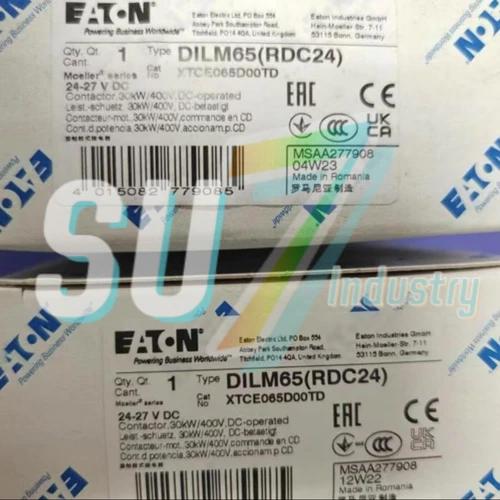 EATON
Powering Business Worldwide
Eaton Electric Ltd, PO Box 554
Abbey Park Southampton Road,
Titchfield, PO14 4QA, United Kingdom
Eaton Industries GmbH
Hein-Moeller-Str. 7-11
53115 Bonn, Germany
Qty. Qt. 1 Type DILM65(RDC24)
Cant.
Moeller® series Cat No XTCE065D00TD
24-27 V DC
Contactor, 30kW/400V, DC-operated
Leist.-schuetz, 30kW/400V, DC-betaetigt
Contacteur-mot., 30kW/400V, commande en CD
Cont.d.potencia, 30kW/400V, accionam.p.CD
EAC
CCC
UK
CA
MSAA277908
04W23
Made in Romania
罗马尼亚制造
4 015082 779085
EATON
SU7
Industry
EATON
Powering Business Worldwide
Eaton Electric Ltd, PO Box 554
Abbey Park Southampton Road,
Titchfield, PO14 4QA, United Kingdom
Eaton Industries GmbH
Hein-Moeller-Str. 7-11
53115 Bonn, Germany
Qty. Qt. 1 Type DILM65(RDC24)
Cant.
Moeller® series Cat No XTCE065D00TD
24-27 V DC
Contactor, 30kW/400V, DC-operated
Leist.-schuetz, 30kW/400V, DC-betaetigt
Contacteur-mot., 30kW/400V, commande en CD
Cont.d.potencia, 30kW/400V, accionam.p.CD
EAC
CCC
UK
CA
MSAA277908
12W22
Made in Romania